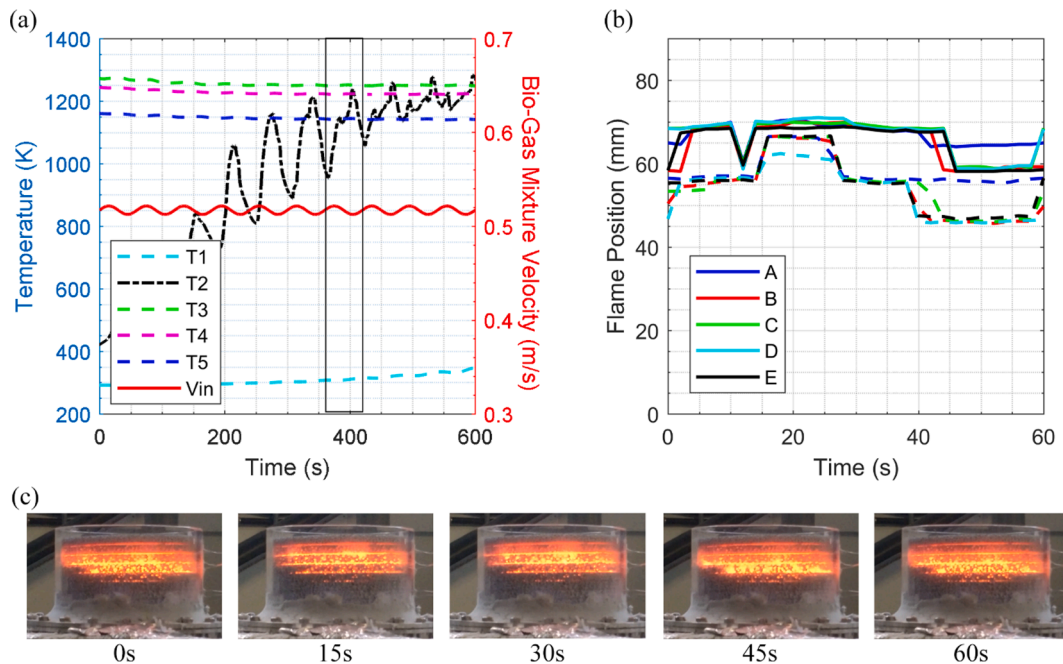 (a)
1400
1200
1000
800
600
400
200
Temperature (K)
T1
T2
T3
T4
T5
Vin
0.7
0.6
0.5
0.4
0.3
Bio-Gas Mixture Velocity (m/s)
0
200
400
600
Time (s)
(b)
80
60
40
20
0
Flame Position (mm)
A
B
C
D
E
0
20
40
60
Time (s)
(c)
0s
15s
30s
45s
60s